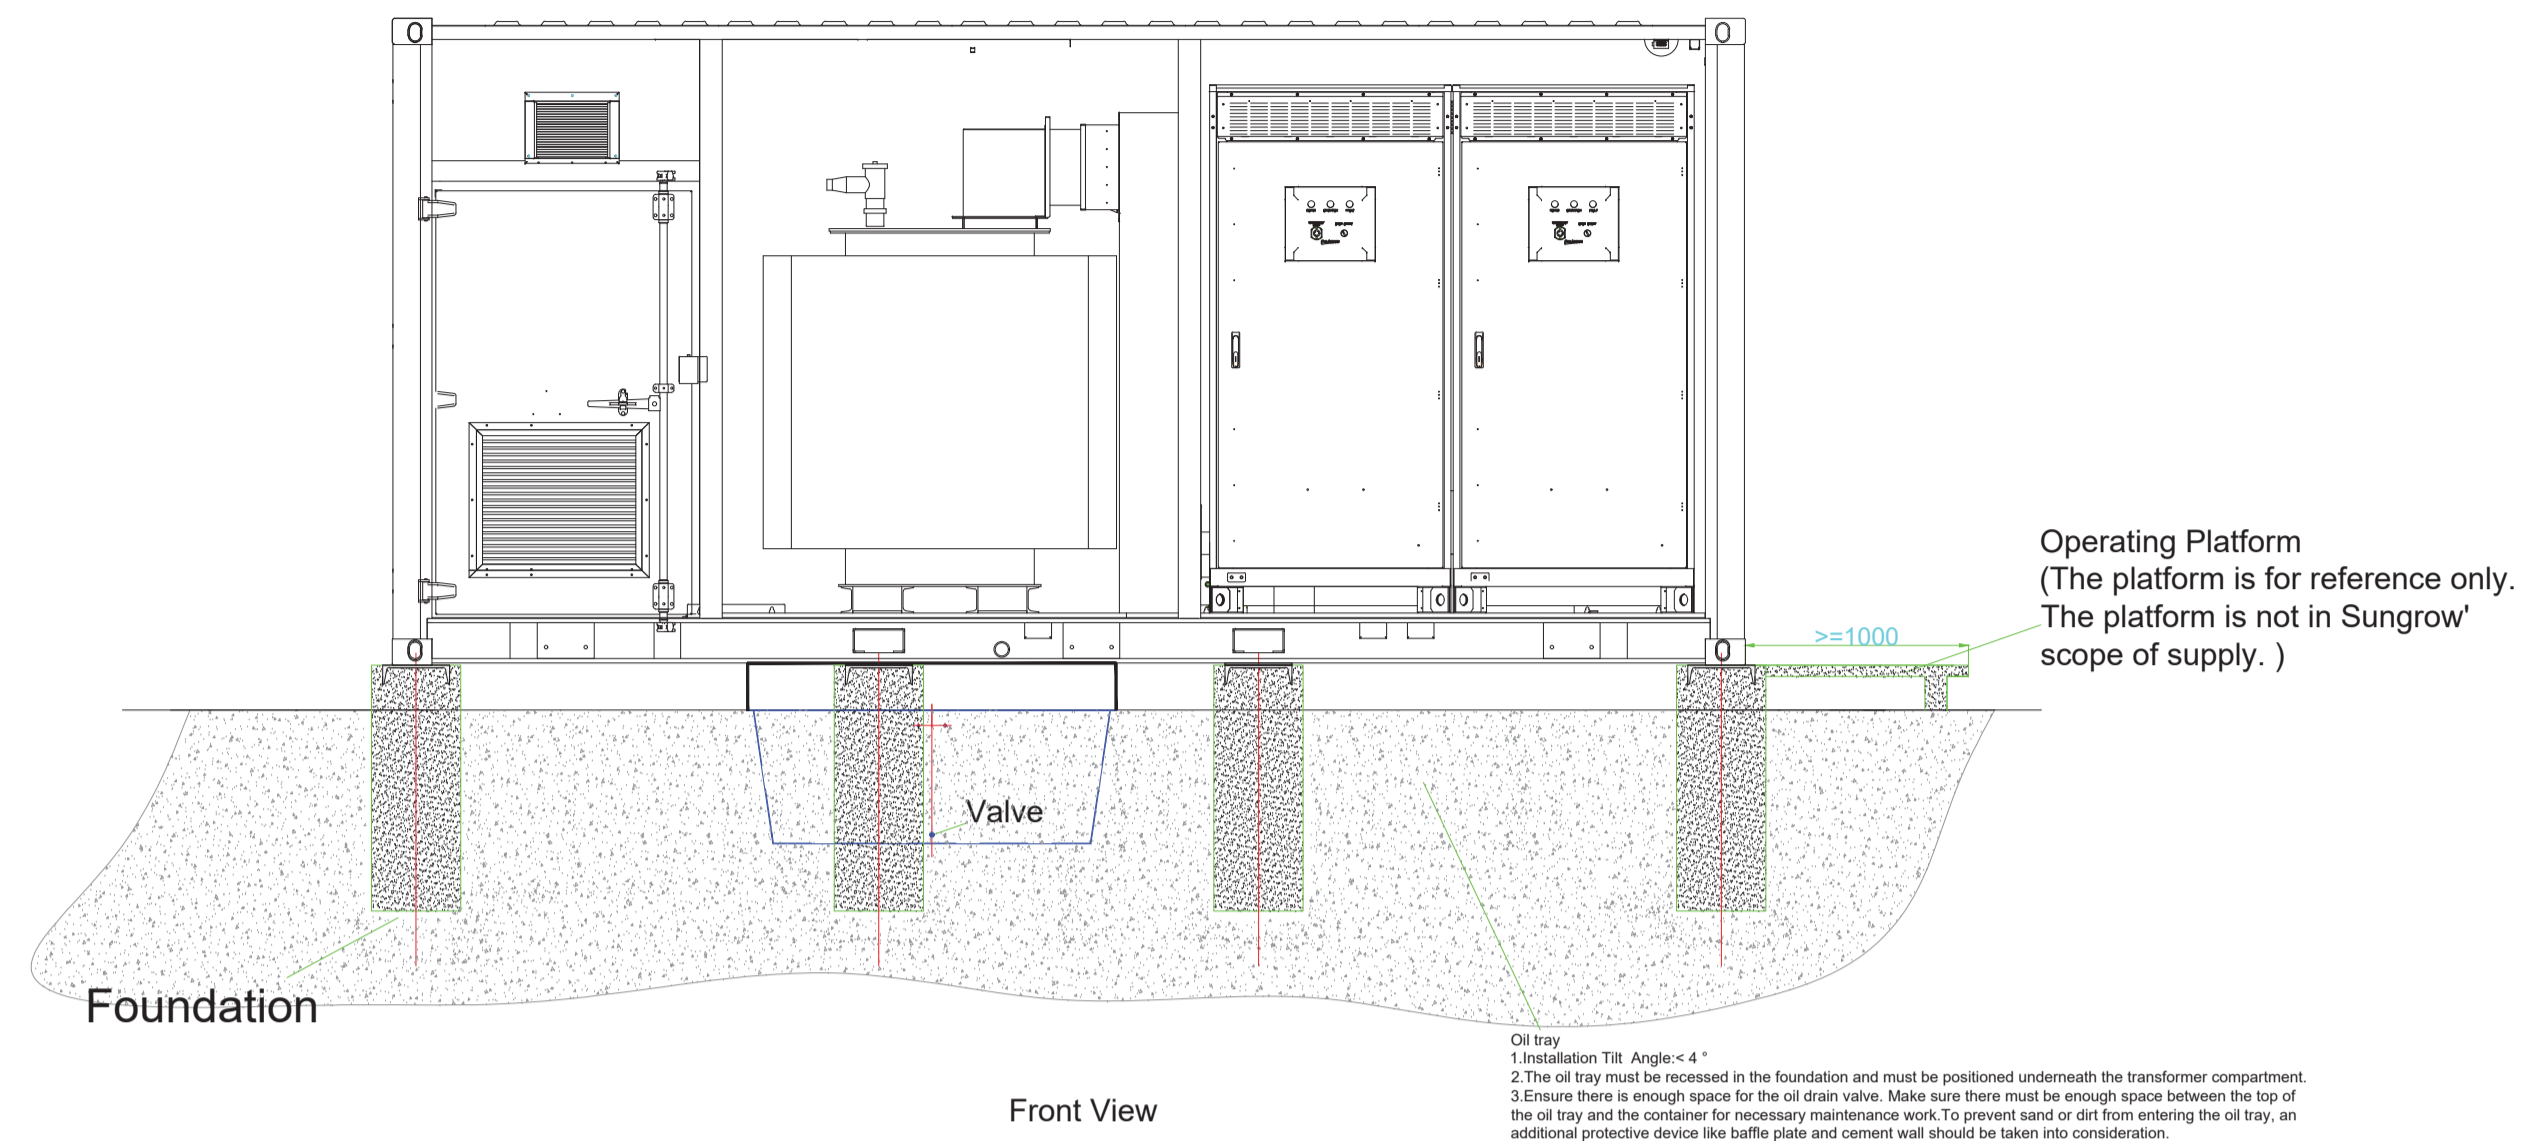 Operating Platform
(The platform is for reference only.
The platform is not in Sungrow'
scope of supply. )
>=1000
Valve
Foundation
Front View
Oil tray
1.Installation Tilt Angle:< 4 °
2.The oil tray must be recessed in the foundation and must be positioned underneath the transformer compartment.
3.Ensure there is enough space for the oil drain valve. Make sure there must be enough space between the top of
the oil tray and the container for necessary maintenance work.To prevent sand or dirt from entering the oil tray, an
additional protective device like baffle plate and cement wall should be taken into consideration.